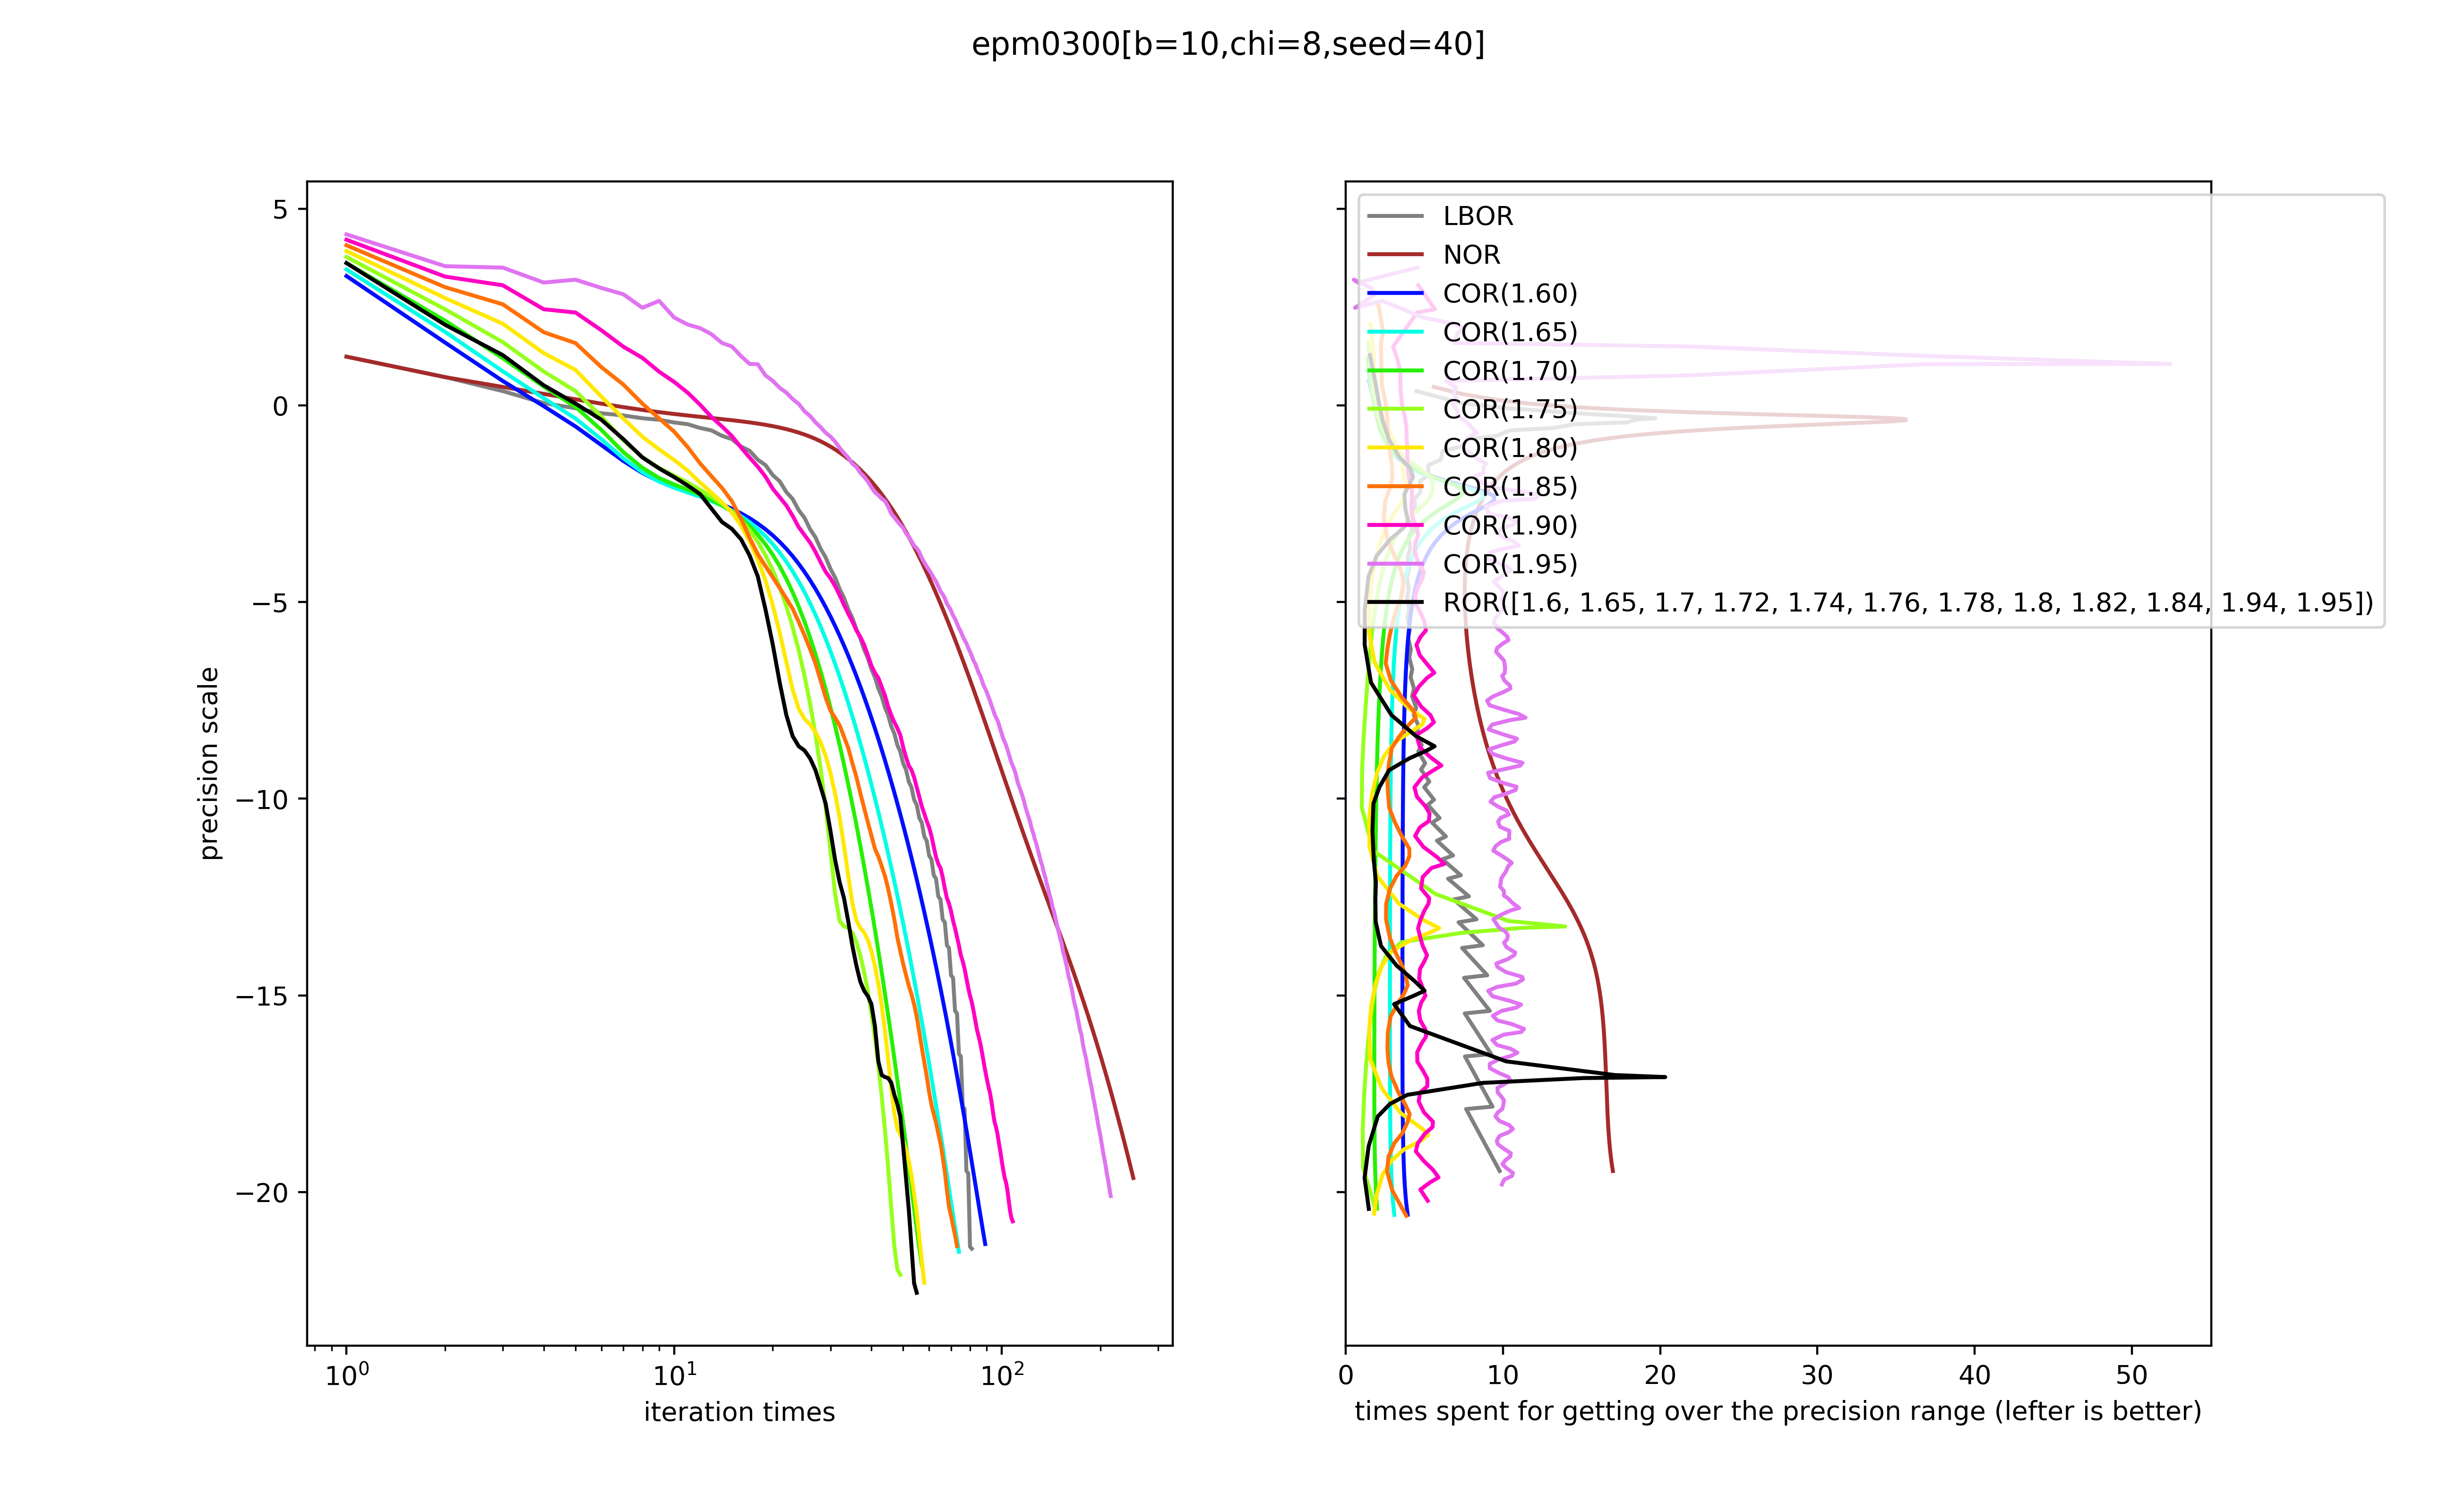 epm0300[b=10,chi=8,seed=40]
precision scale
5
0
−5
−10
−15
−20
10⁰
10¹
10²
iteration times
LBOR
NOR
COR(1.60)
COR(1.65)
COR(1.70)
COR(1.75)
COR(1.80)
COR(1.85)
COR(1.90)
COR(1.95)
ROR([1.6, 1.65, 1.7, 1.72, 1.74, 1.76, 1.78, 1.8, 1.82, 1.84, 1.94, 1.95])
0 10 20 30 40 50
times spent for getting over the precision range (lefter is better)